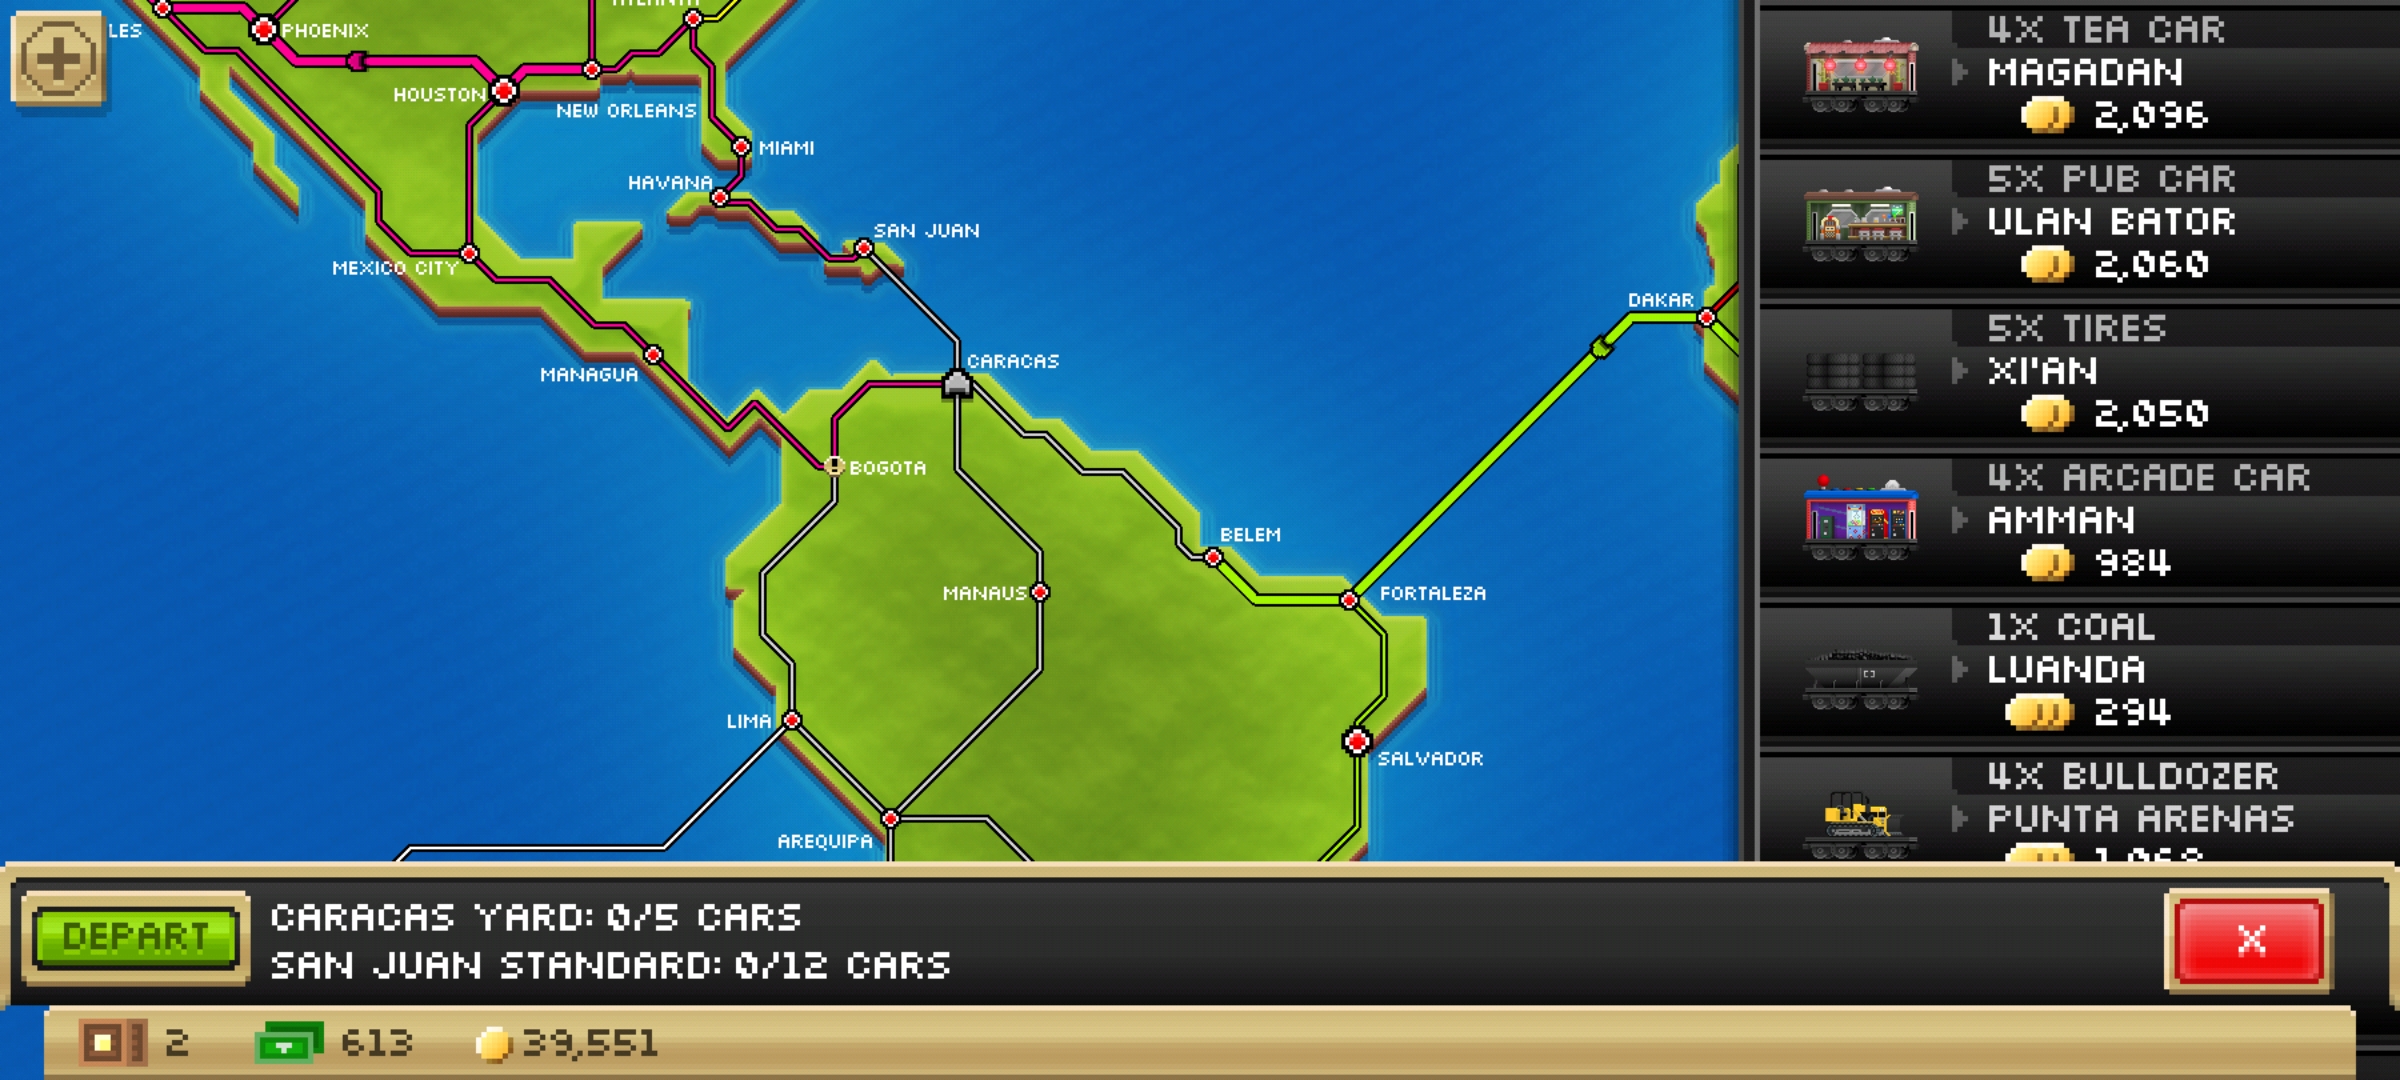 LES
PHOENIX
HOUSTON
NEW ORLEANS
MIAMI
HAVANA
SAN JUAN
MEXICO CITY
MANAGUA
CARACAS
BOGOTA
DAKAR
BELEM
MANAUS
FORTALEZA
LIMA
SALVADOR
AREQUIPA
4X TEA CAR
MAGADAN
2,096
5X PUB CAR
ULAN BATOR
2,060
5X TIRES
XI'AN
2,050
4X ARCADE CAR
AMMAN
984
1X COAL
LUANDA
294
4X BULLDOZER
PUNTA ARENAS
DEPART
CARACAS YARD: 0/5 CARS
SAN JUAN STANDARD: 0/12 CARS
X
2
613
39,551